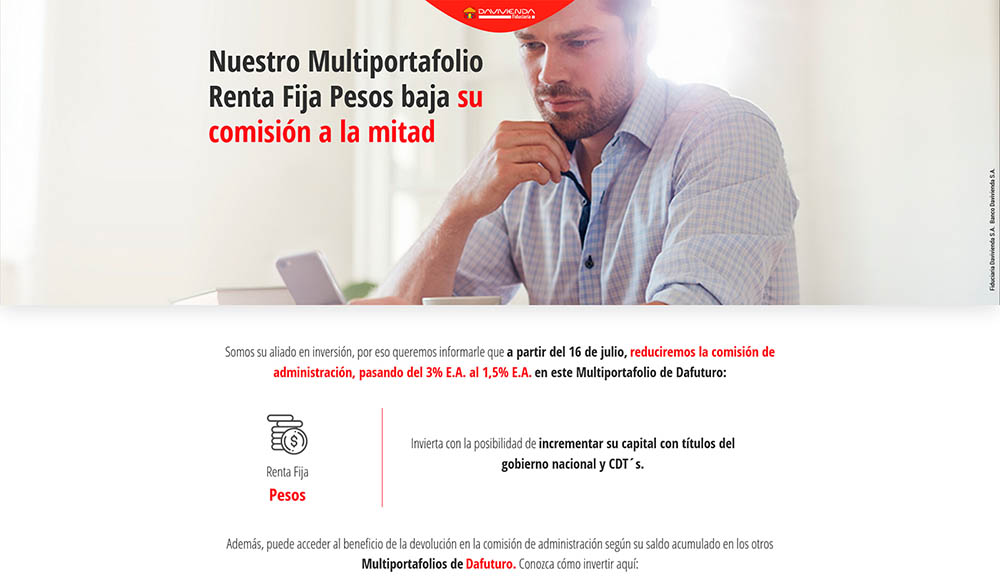 DAVIVIENDA
Fiduciaria
Nuestro Multiportafolio
Renta Fija Pesos baja su
comisión a la mitad
Fiduciaria Davivienda S.A. Banco Davivienda S.A.
Somos su aliado en inversión, por eso queremos informarle que a partir del 16 de julio, reduciremos la comisión de
administración, pasando del 3% E.A. al 1,5% E.A. en este Multiportafolio de Dafuturo:
Renta Fija
Pesos
Invierta con la posibilidad de incrementar su capital con títulos del
gobierno nacional y CDT´s.
Además, puede acceder al beneficio de la devolución en la comisión de administración según su saldo acumulado en los otros
Multiportafolios de Dafuturo. Conozca cómo invertir aquí: